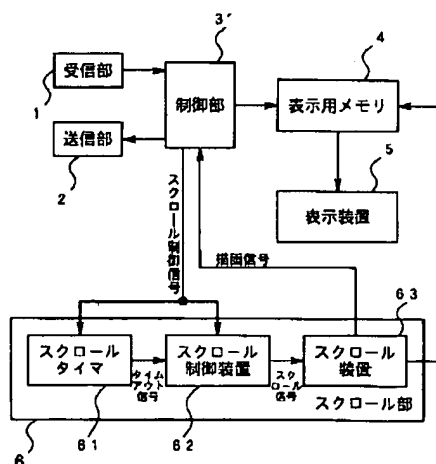 3´
4
受信部
制御部
表示用メモリ
1
送信部
2
5
表示装置
スクロール制御信号
描画信号
63
スクロール
タイマ
タイム
アウト
信号
スクロール
制御装置
スク
ロール
信号
スクロール
装置
スクロール部
6
61
62